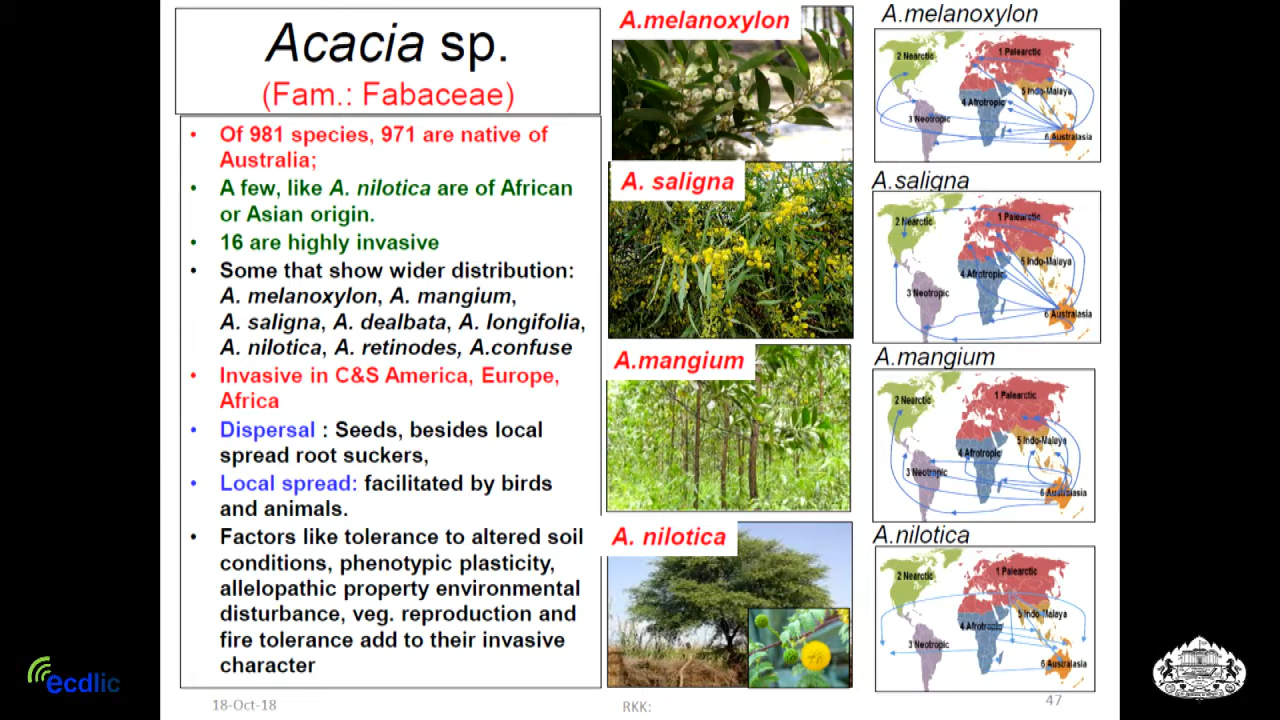 Acacia sp.
(Fam.: Fabaceae)
• Of 981 species, 971 are native of
Australia;
• A few, like A. nilotica are of African
or Asian origin.
• 16 are highly invasive
• Some that show wider distribution:
A. melanoxylon, A. mangium,
A. saligna, A. dealbata, A. longifolia,
A. nilotica, A. retinodes, A.confuse
• Invasive in C&S America, Europe,
Africa
• Dispersal : Seeds, besides local
spread root suckers,
• Local spread: facilitated by birds
and animals.
• Factors like tolerance to altered soil
conditions, phenotypic plasticity,
allelopathic property environmental
disturbance, veg. reproduction and
fire tolerance add to their invasive
character
A.melanoxylon
A. saligna
A.mangium
A. nilotica
A.melanoxylon
1 Palearctic
2 Nearctic
5 Indo-Malaya
4 Afrotropic
3 Neotropic
6 Australasia
A.saligna
1 Palearctic
2 Nearctic
5 Indo-Malaya
4 Afrotropic
3 Neotropic
6 Australasia
A.mangium
1 Palearctic
2 Nearctic
5 Indo-Malaya
4 Afrotropic
3 Neotropic
6 Australasia
A.nilotica
1 Palearctic
2 Nearctic
5 Indo-Malaya
4 Afrotropic
3 Neotropic
6 Australasia
ecdlic
18-Oct-18
RKK:
47